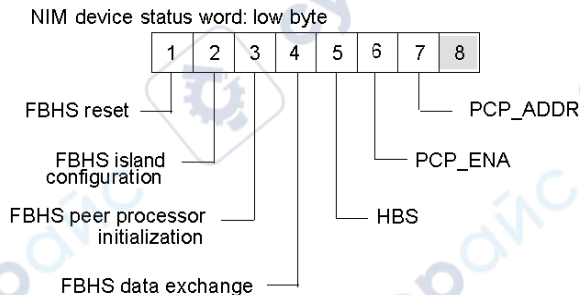 NIM device status word: low byte
1 2 3 4 5 6 7 8
FBHS reset
PCP_ADDR
FBHS island
configuration
PCP_ENA
FBHS peer processor
initialization
HBS
FBHS data exchange